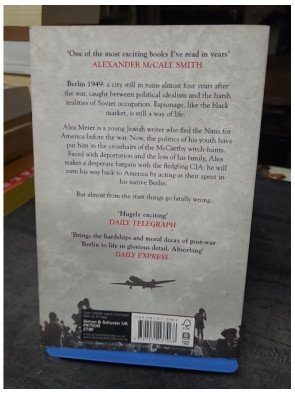 ‘One of the most exciting books I've read in years’
ALEXANDER McCALL SMITH
Berlin 1949: a city still in ruins almost four years after
the war, caught between political idealism and the harsh
realities of Soviet occupation. Espionage, like the black
market, is still a way of life.
Alex Meier is a young Jewish writer who fled the Nazis for
America before the war. Now, the politics of his youth have
put him in the crosshairs of the McCarthy witch-hunts.
Faced with deportation and the loss of his family, Alex
makes a desperate bargain with the fledgling CIA: he will
earn his way back to America by acting as their agent in
his native Berlin.
But almost from the start things go fatally wrong.
‘Hugely exciting’
DAILY TELEGRAPH
‘Brings the hardships and moral decay of post-war
Berlin to life in glorious detail. Absorbing’
DAILY EXPRESS
Simon & Schuster UK
FICTION
£7.99